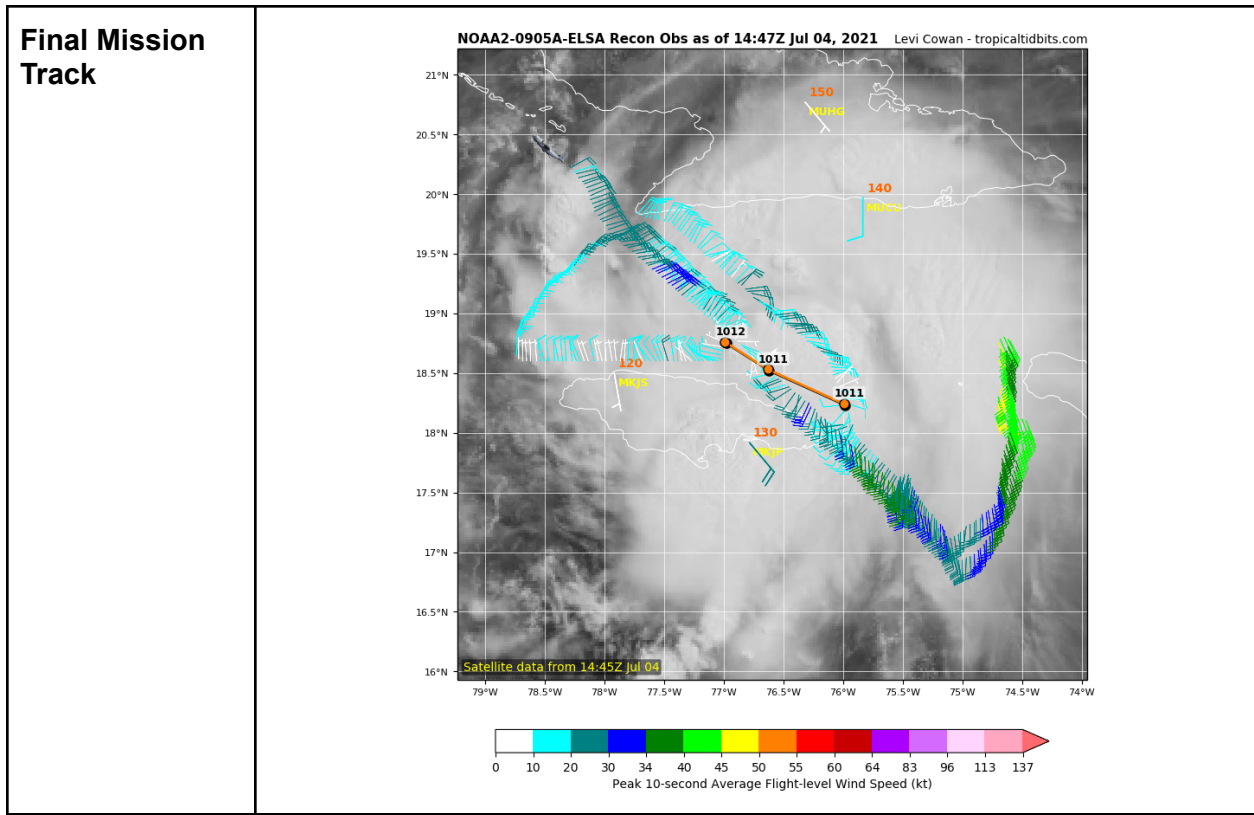 Final Mission
Track
NOAA2-0905A-ELSA Recon Obs as of 14:47Z Jul 04, 2021 Levi Cowan - tropicaltidbits.com
21°N
20.5°N
20°N
19.5°N
19°N
18.5°N
18°N
17.5°N
17°N
16.5°N
16°N
150
MUHG
140
MUCU
1012
1011
1011
120
MKJS
130
MKJP
Satellite data from 14:45Z Jul 04
79°W 78.5°W 78°W 77.5°W 77°W 76.5°W 76°W 75.5°W 75°W 74.5°W 74°W
0 10 20 30 34 40 45 50 55 60 64 83 96 113 137
Peak 10-second Average Flight-level Wind Speed (kt)